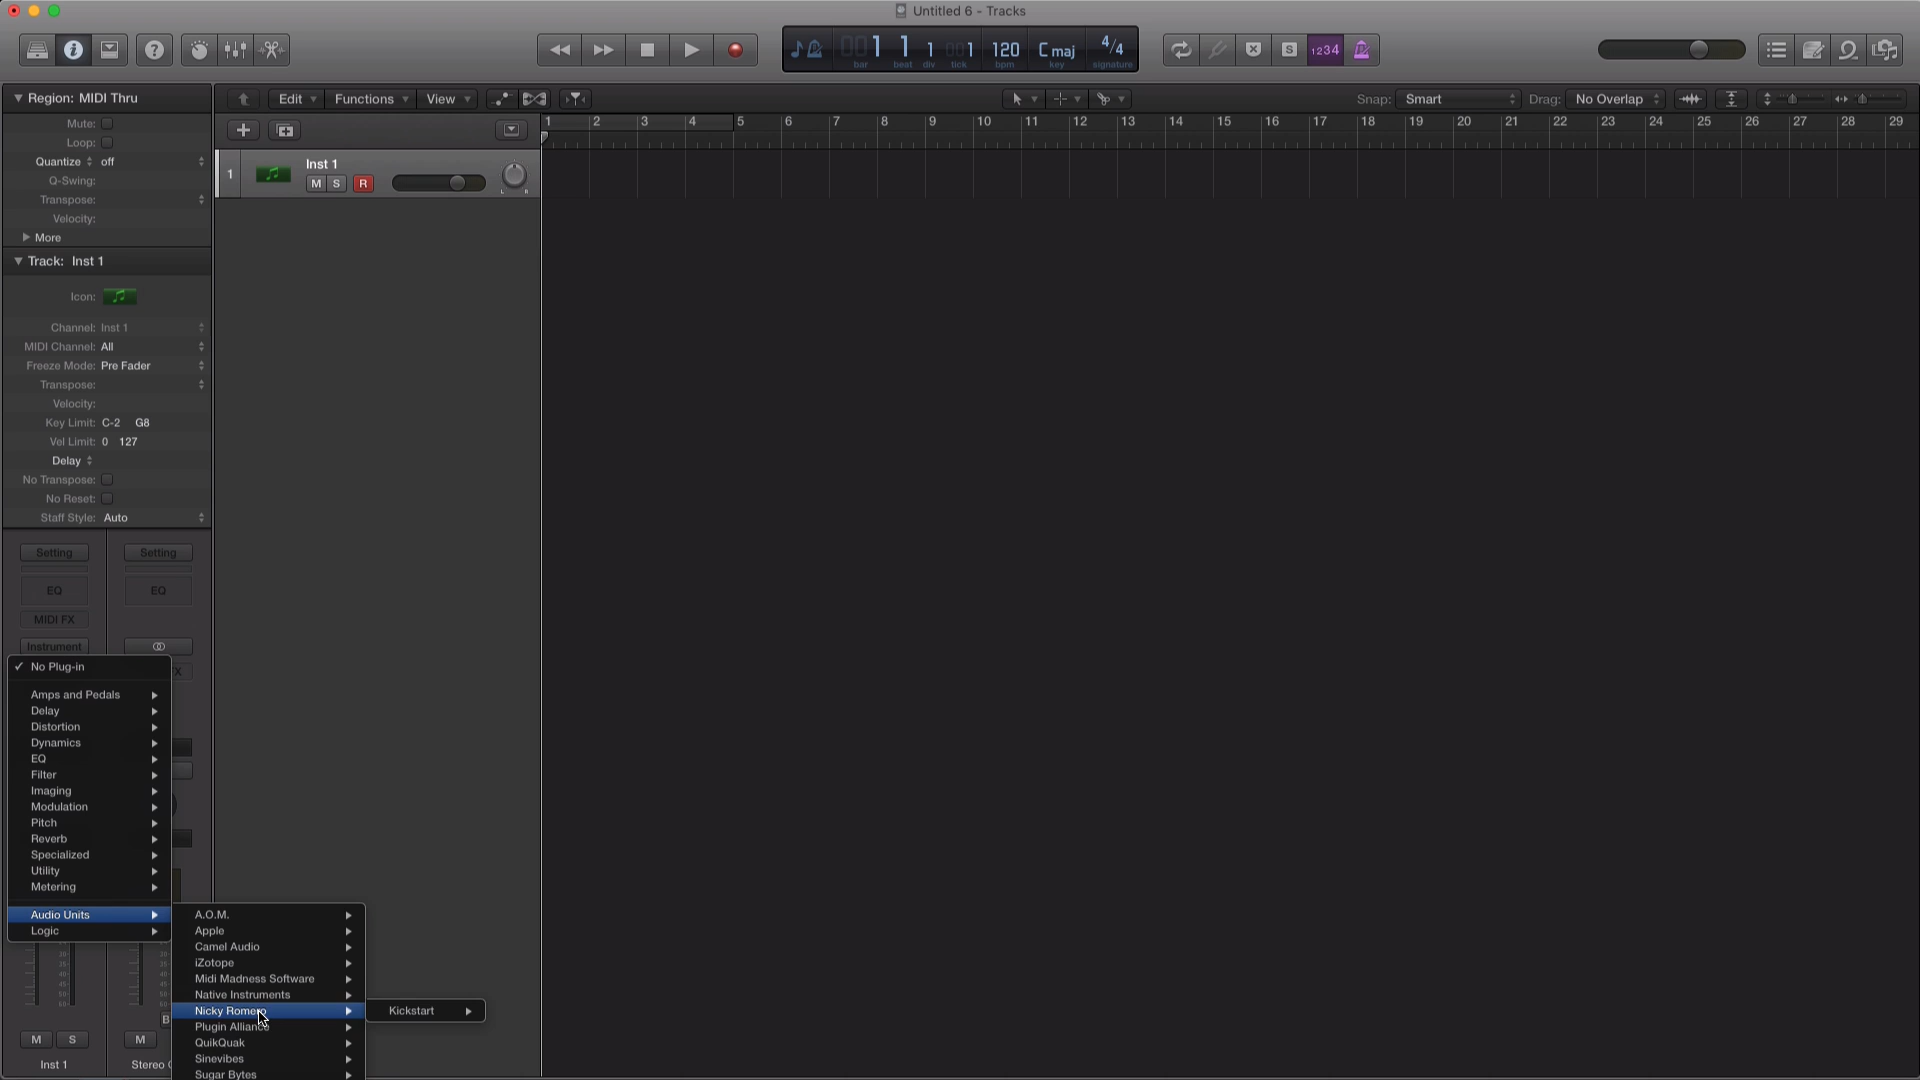 Untitled 6 - Tracks
1 1 1 1 120 C maj 4/4
bar beat div tick bpm key signature
S 1234
Region: MIDI Thru
Edit Functions View Snap: Smart Drag: No Overlap
Mute:
Loop:
Quantize off
Q-Swing:
Transpose:
Velocity:
More
1 2 3 4 5 6 7 8 9 10 11 12 13 14 15 16 17 18 19 20 21 22 23 24 25 26 27 28 29
1 Inst 1
M S R
L R
Track: Inst 1
Icon:
Channel: Inst 1
MIDI Channel: All
Freeze Mode: Pre Fader
Transpose:
Velocity:
Key Limit: C-2 G8
Vel Limit: 0 127
Delay
No Transpose:
No Reset:
Staff Style: Auto
Setting Setting
EQ EQ
MIDI FX
Instrument
No Plug-in
Amps and Pedals
Delay
Distortion
Dynamics
EQ
Filter
Imaging
Modulation
Pitch
Reverb
Specialized
Utility
Metering
Audio Units
Logic
A.O.M.
Apple
Camel Audio
iZotope
Midi Madness Software
Native Instruments
Nicky Romero
Plugin Alliance
QuikQuak
Sinevibes
Sugar Bytes
Kickstart
M S M
Inst 1 Stereo